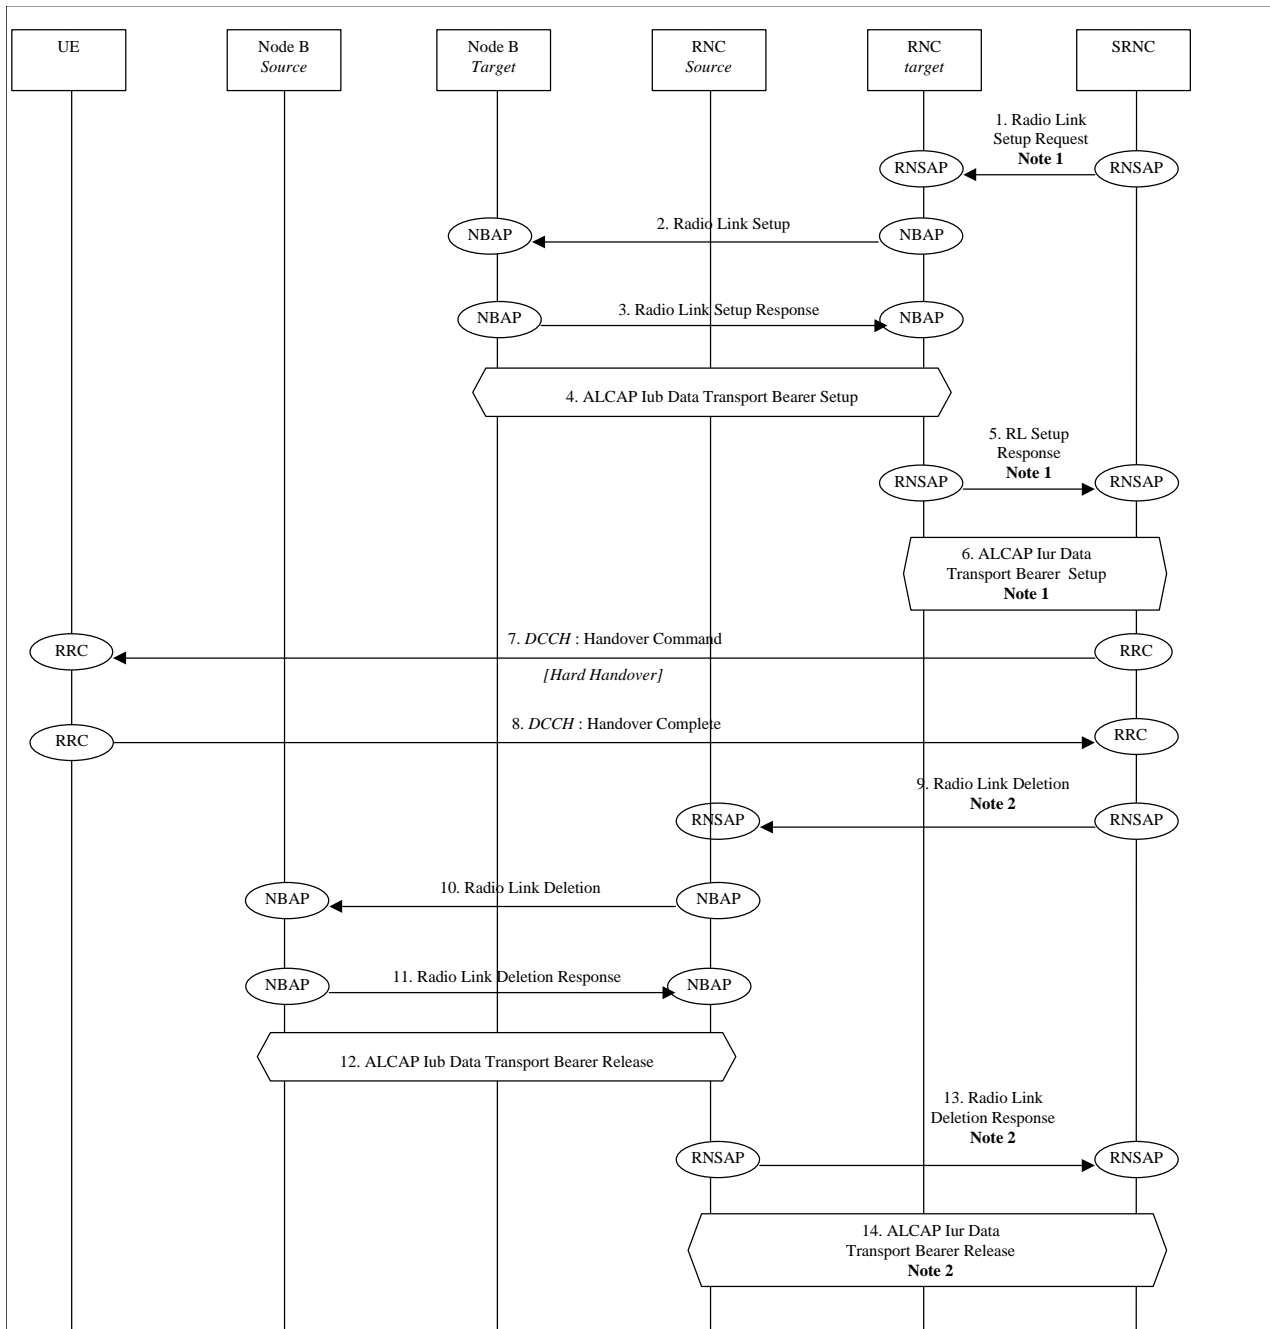 UE
Node B
Source
Node B
Target
RNC
Source
RNC
target
SRNC
1. Radio Link
Setup Request
Note 1
RNSAP
RNSAP
2. Radio Link Setup
NBAP
NBAP
3. Radio Link Setup Response
NBAP
NBAP
4. ALCAP Iub Data Transport Bearer Setup
5. RL Setup
Response
Note 1
RNSAP
RNSAP
6. ALCAP Iur Data
Transport Bearer Setup
Note 1
7. DCCH : Handover Command
RRC
RRC
[Hard Handover]
8. DCCH : Handover Complete
RRC
RRC
9. Radio Link Deletion
Note 2
RNSAP
RNSAP
10. Radio Link Deletion
NBAP
NBAP
11. Radio Link Deletion Response
NBAP
NBAP
12. ALCAP Iub Data Transport Bearer Release
13. Radio Link
Deletion Response
Note 2
RNSAP
RNSAP
14. ALCAP Iur Data
Transport Bearer Release
Note 2